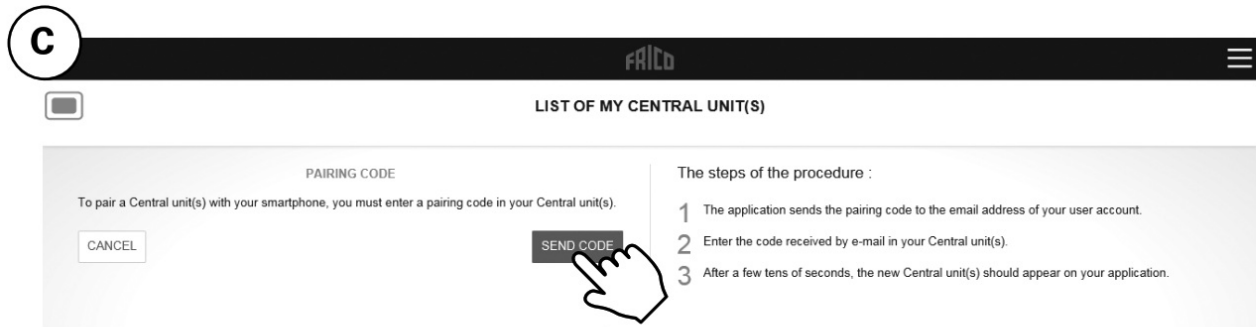 C
FRICO
LIST OF MY CENTRAL UNIT(S)
PAIRING CODE
To pair a Central unit(s) with your smartphone, you must enter a pairing code in your Central unit(s).
CANCEL
SEND CODE
The steps of the procedure :
1 The application sends the pairing code to the email address of your user account.
2 Enter the code received by e-mail in your Central unit(s).
3 After a few tens of seconds, the new Central unit(s) should appear on your application.